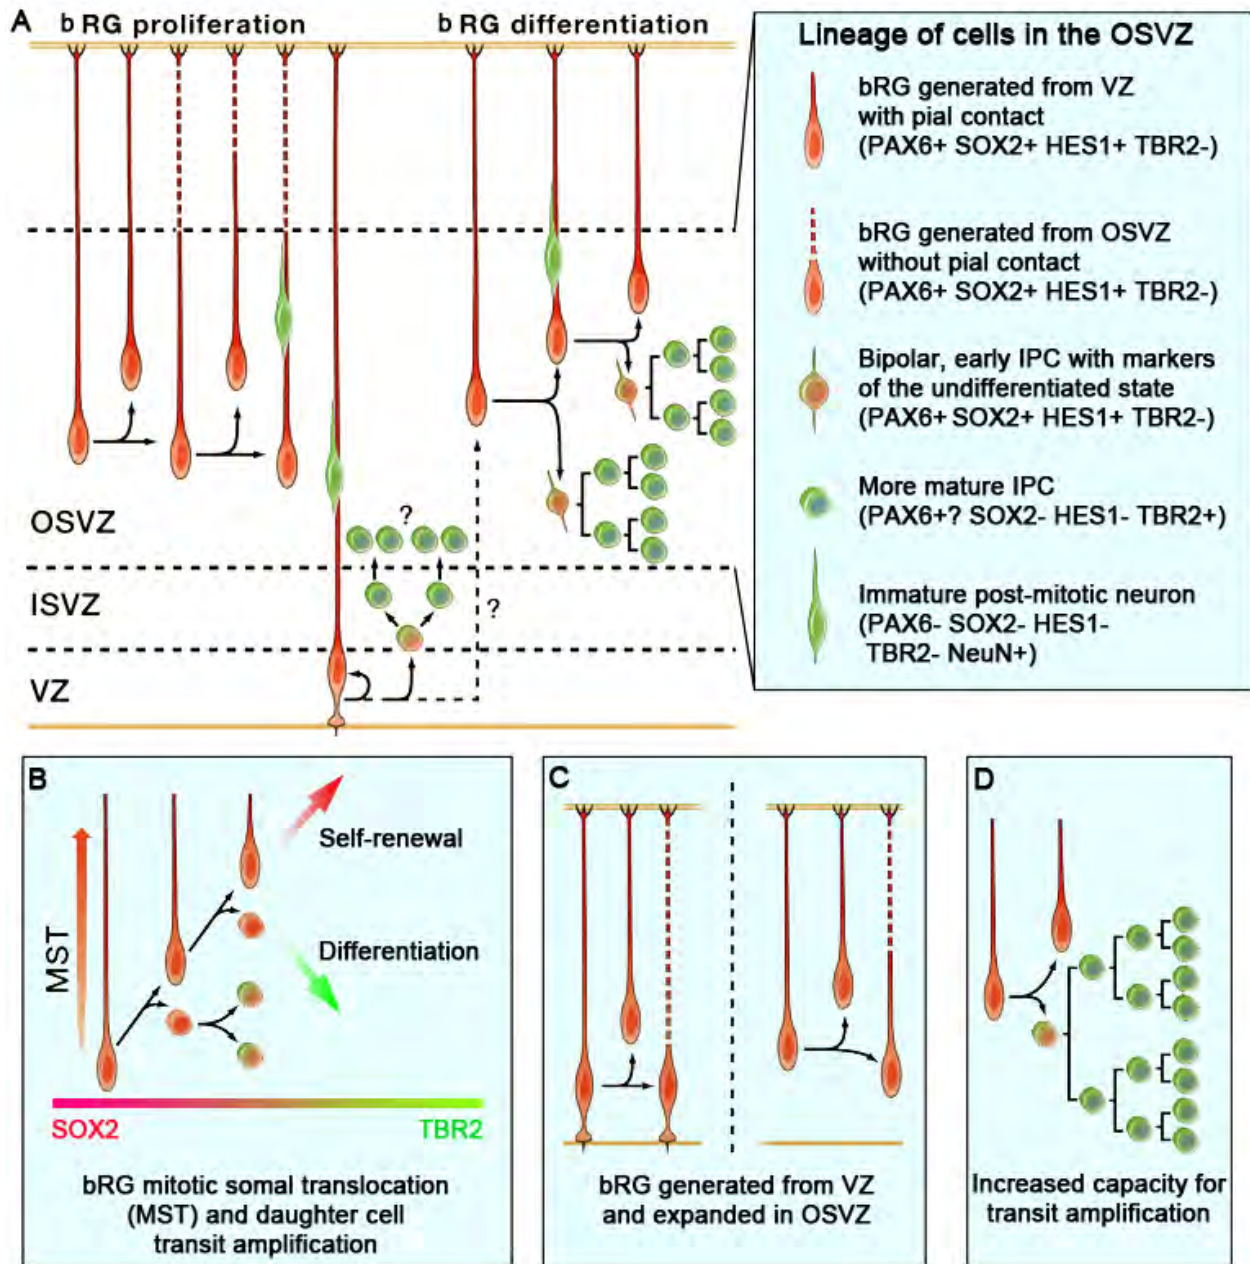 A
b RG proliferation
b RG differentiation
OSVZ
?
ISVZ
?
VZ
Lineage of cells in the OSVZ
bRG generated from VZ
with pial contact
(PAX6+ SOX2+ HES1+ TBR2-)
bRG generated from OSVZ
without pial contact
(PAX6+ SOX2+ HES1+ TBR2-)
Bipolar, early IPC with markers
of the undifferentiated state
(PAX6+ SOX2+ HES1+ TBR2-)
More mature IPC
(PAX6+? SOX2- HES1- TBR2+)
Immature post-mitotic neuron
(PAX6- SOX2- HES1-
TBR2- NeuN+)
B
MST
Self-renewal
Differentiation
SOX2
TBR2
bRG mitotic somal translocation
(MST) and daughter cell
transit amplification
C
bRG generated from VZ
and expanded in OSVZ
D
Increased capacity for
transit amplification